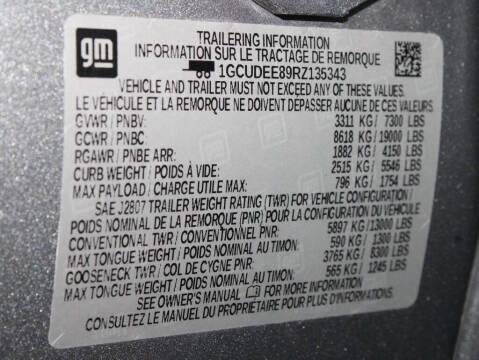 gm
TRAILERING INFORMATION
INFORMATION SUR LE TRACTAGE DE REMORQUE
1GCUDEE89RZ135343
VEHICLE AND TRAILER MUST NOT EXCEED ANY OF THESE VALUES.
LE VÉHICULE ET LA REMORQUE NE DOIVENT DÉPASSER AUCUNE DE CES VALEURS.
GVWR / PNBV: 3311 KG / 7300 LBS
GCWR / PNBC: 8618 KG / 19000 LBS
RGAWR / PNBE ARR: 1882 KG / 4150 LBS
CURB WEIGHT / POIDS À VIDE: 2515 KG / 5546 LBS
MAX PAYLOAD / CHARGE UTILE MAX: 796 KG / 1754 LBS
SAE J2807 TRAILER WEIGHT RATING (TWR) FOR VEHICLE CONFIGURATION
POIDS NOMINAL DE LA REMORQUE (PNR) POUR LA CONFIGURATION DU VÉHICULE
CONVENTIONAL TWR / CONVENTIONNEL PNR: 5897 KG / 13000 LBS
MAX TONGUE WEIGHT / POIDS NOMINAL AU TIMON: 590 KG / 1300 LBS
GOOSENECK TWR / COL DE CYGNE PNR: 3765 KG / 8300 LBS
MAX TONGUE WEIGHT / POIDS NOMINAL AU TIMON: 565 KG / 1245 LBS
SEE OWNER'S MANUAL FOR MORE INFORMATION
CONSULTEZ LE MANUEL DU PROPRIÉTAIRE POUR PLUS D'INFORMATIONS.